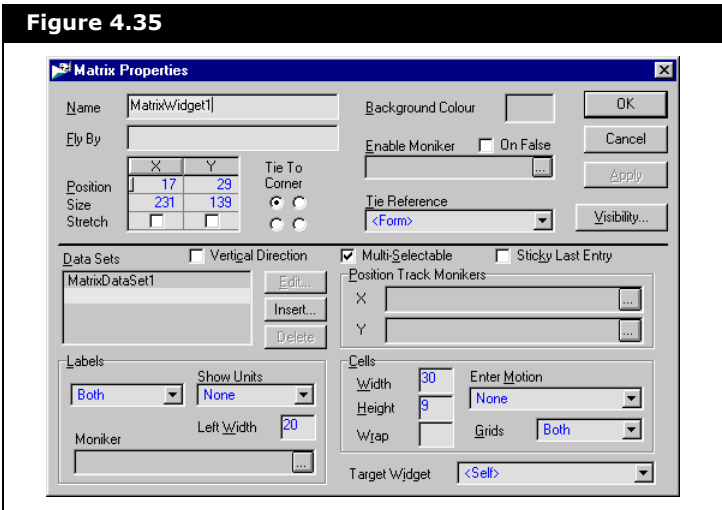 Figure 4.35
Matrix Properties
Name MatrixWidget1
Background Colour
OK
Fly By
Enable Moniker On False
...
Cancel
X Y
Tie To Corner
Position 17 29
Size 231 139
Stretch
Apply
Tie Reference
<Form>
Visibility...
Data Sets Vertical Direction Multi-Selectable Sticky Last Entry
MatrixDataSet1
Edit...
Insert...
Delete
Position Track Monikers
X ...
Y ...
Labels
Both
Show Units
None
Left Width 20
Moniker
...
Cells
Width 30
Height 9
Wrap
Enter Motion
None
Grids Both
Target Widget <Self>